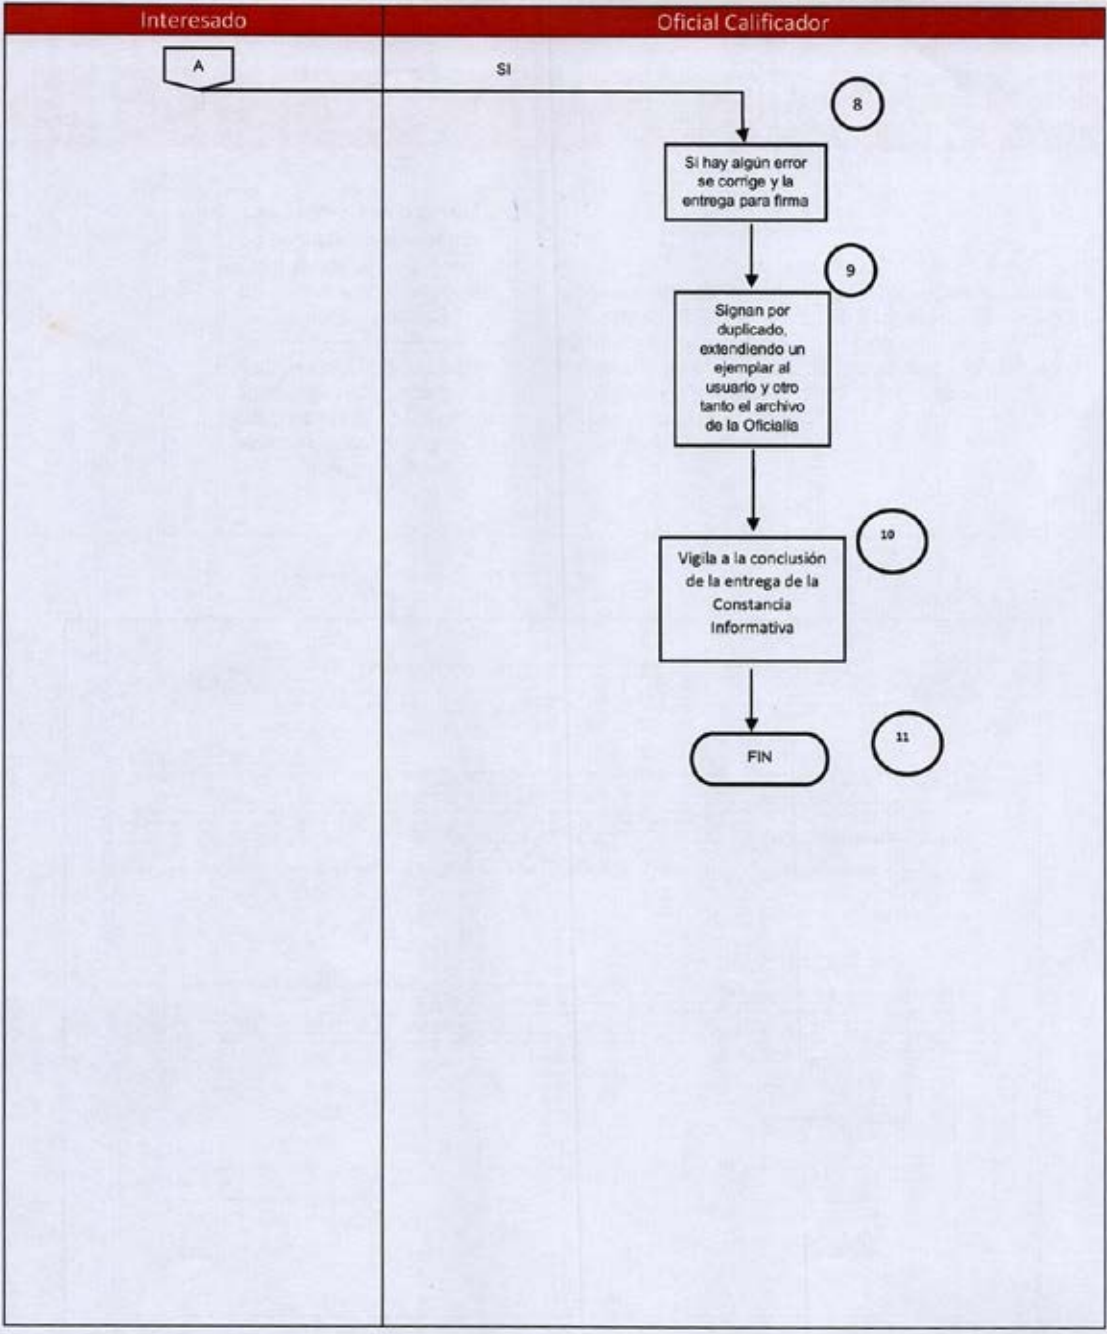 Interesado
Oficial Calificador
A
SI
8
Si hay algún error
se corrige y la
entrega para firma
9
Signan por
duplicado,
extendiendo un
ejemplar al
usuario y otro
tanto el archivo
de la Oficialía
10
Vigila a la conclusión
de la entrega de la
Constancia
Informativa
11
FIN